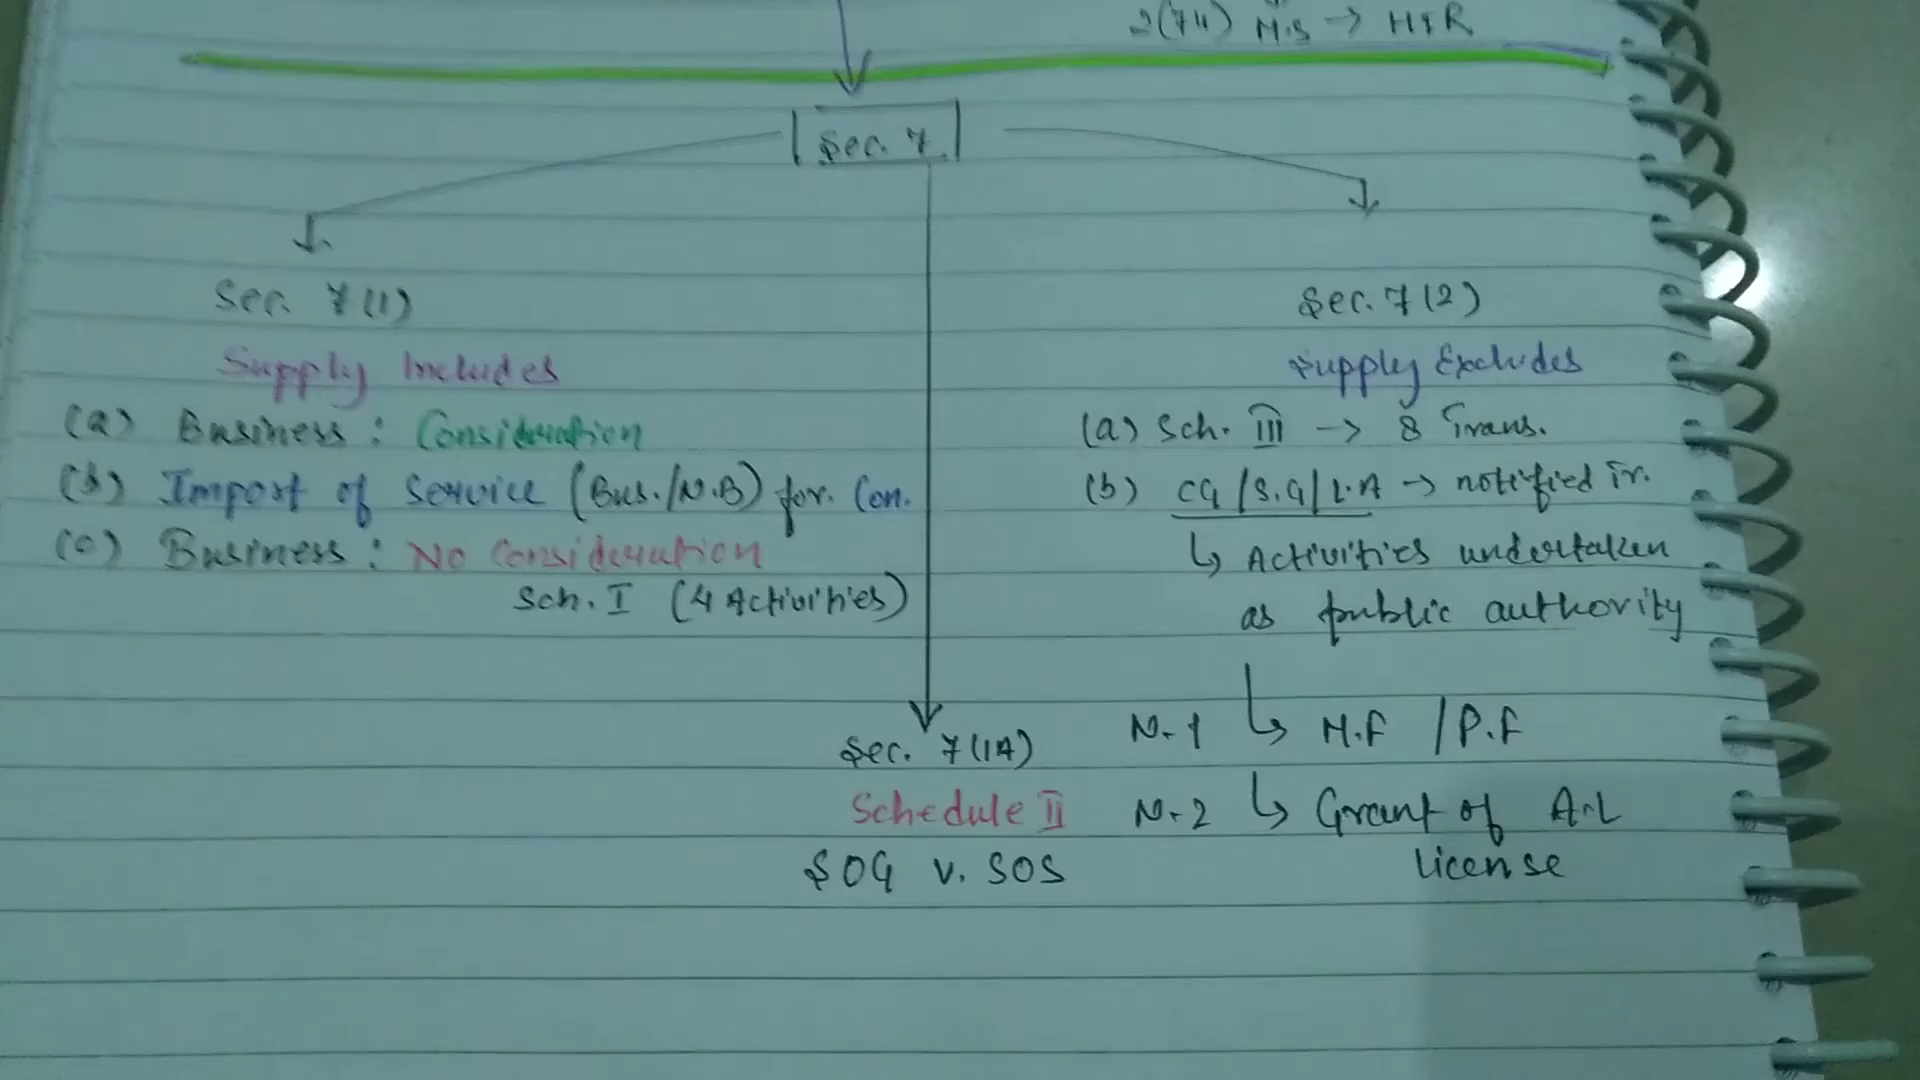 2(74) M.S → HIR
Sec. 7
Sec. 7(1)
Supply Includes
(a) Business : Consideration
(b) Import of Service (Bus./N.B) for. Con.
(c) Business : No Consideration
Sch. I (4 Activities)
Sec. 7(2)
Supply Excludes
(a) Sch. III → 8 Trans.
(b) CG/S.G/L.A → notified Tr.
↳ Activities undertaken
as public authority
N-1 ↳ M.F / P.F
N-2 ↳ Grant of A.L
license
Sec. 7(1A)
Schedule II
SOG v. SOS